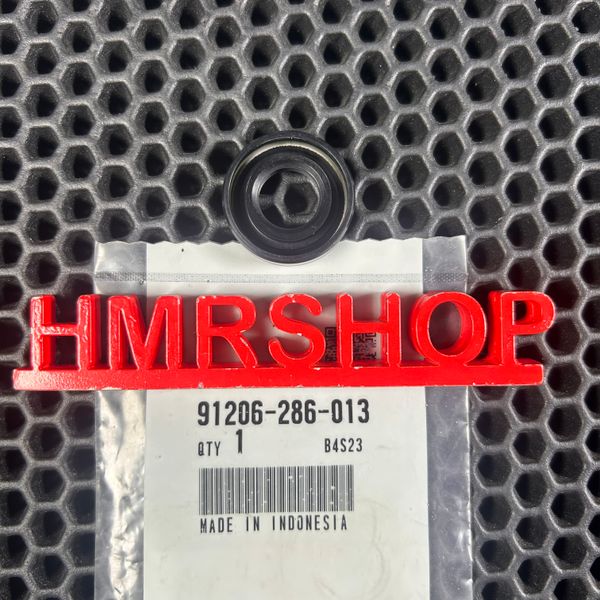 HMRSHOP
91206-286-013
QTY 1 B4S23
MADE IN INDONESIA